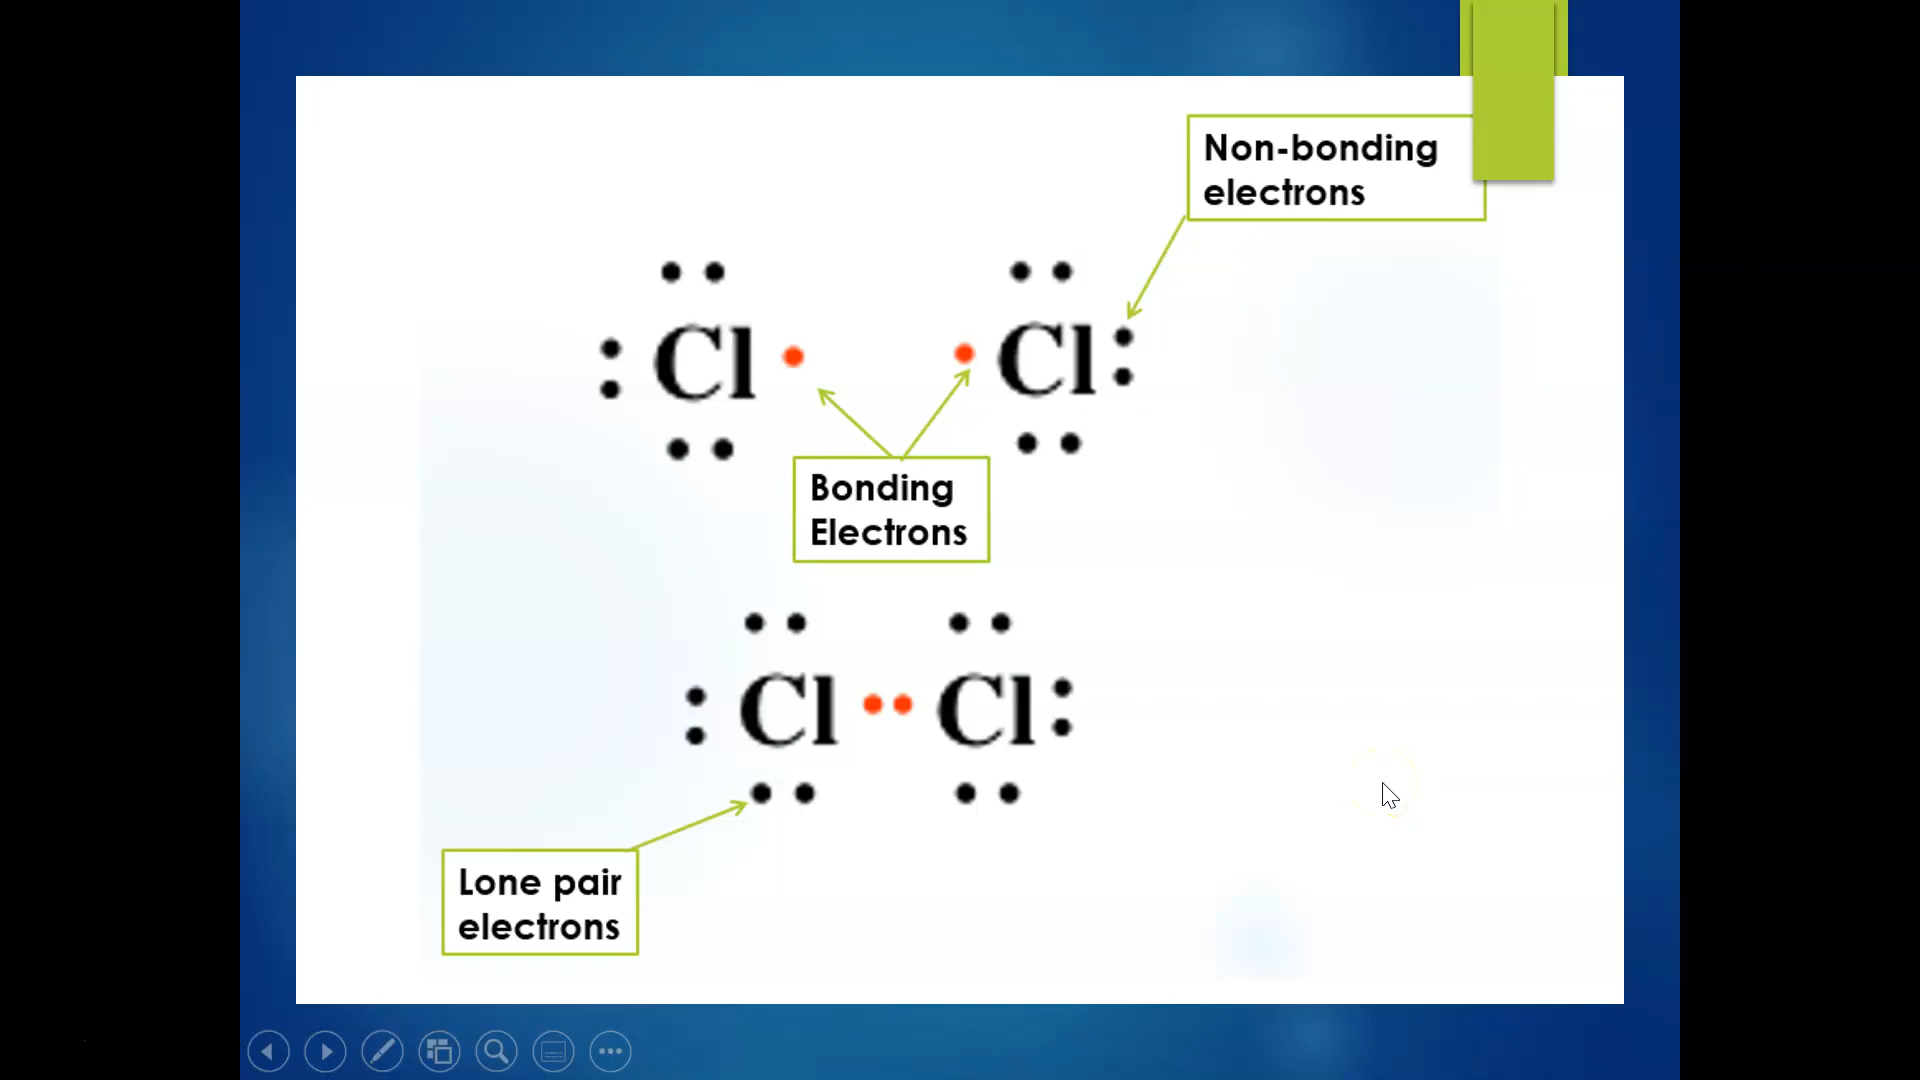 Non-bonding
electrons
Cl Cl
Bonding
Electrons
Cl Cl
Lone pair
electrons